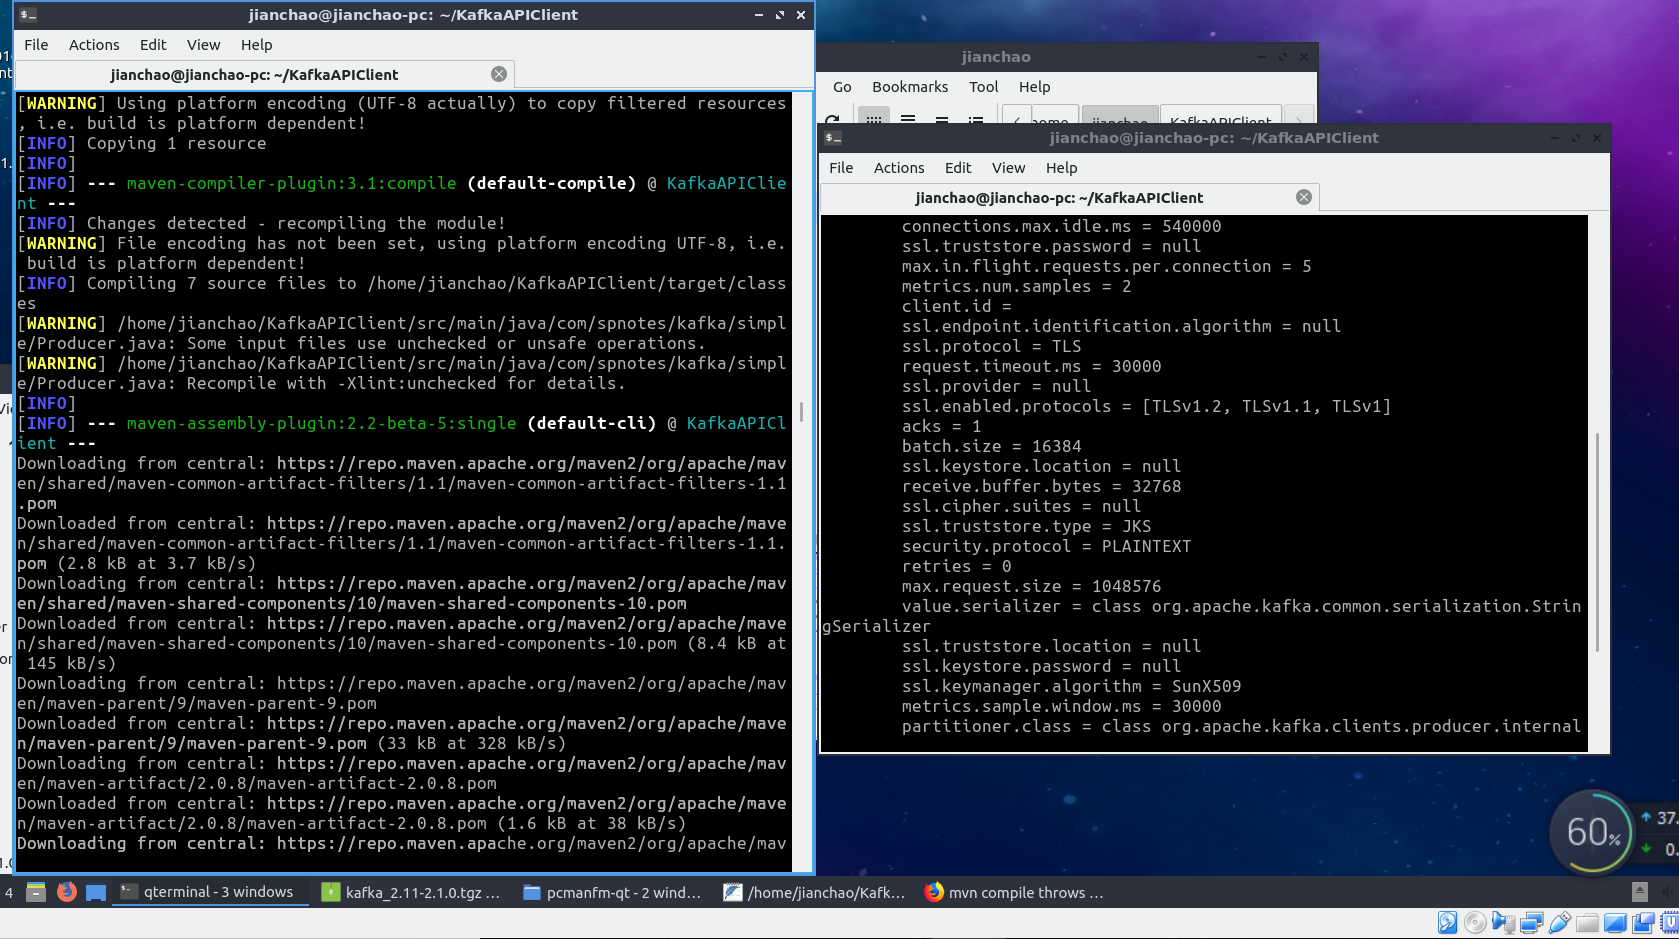 jianchao@jianchao-pc: ~/KafkaAPIClient
File Actions Edit View Help
jianchao@jianchao-pc: ~/KafkaAPIClient
[WARNING] Using platform encoding (UTF-8 actually) to copy filtered resources
, i.e. build is platform dependent!
[INFO] Copying 1 resource
[INFO]
[INFO] --- maven-compiler-plugin:3.1:compile (default-compile) @ KafkaAPIClie
nt ---
[INFO] Changes detected - recompiling the module!
[WARNING] File encoding has not been set, using platform encoding UTF-8, i.e.
build is platform dependent!
[INFO] Compiling 7 source files to /home/jianchao/KafkaAPIClient/target/class
es
[WARNING] /home/jianchao/KafkaAPIClient/src/main/java/com/spnotes/kafka/simpl
e/Producer.java: Some input files use unchecked or unsafe operations.
[WARNING] /home/jianchao/KafkaAPIClient/src/main/java/com/spnotes/kafka/simpl
e/Producer.java: Recompile with -Xlint:unchecked for details.
[INFO]
[INFO] --- maven-assembly-plugin:2.2-beta-5:single (default-cli) @ KafkaAPICl
ient ---
Downloading from central: https://repo.maven.apache.org/maven2/org/apache/mav
en/shared/maven-common-artifact-filters/1.1/maven-common-artifact-filters-1.1
.pom
Downloaded from central: https://repo.maven.apache.org/maven2/org/apache/mave
n/shared/maven-common-artifact-filters/1.1/maven-common-artifact-filters-1.1.
pom (2.8 kB at 3.7 kB/s)
Downloading from central: https://repo.maven.apache.org/maven2/org/apache/mav
en/shared/maven-shared-components/10/maven-shared-components-10.pom
Downloaded from central: https://repo.maven.apache.org/maven2/org/apache/mave
n/shared/maven-shared-components/10/maven-shared-components-10.pom (8.4 kB at
145 kB/s)
Downloading from central: https://repo.maven.apache.org/maven2/org/apache/mav
en/maven-parent/9/maven-parent-9.pom
Downloaded from central: https://repo.maven.apache.org/maven2/org/apache/mave
n/maven-parent/9/maven-parent-9.pom (33 kB at 328 kB/s)
Downloading from central: https://repo.maven.apache.org/maven2/org/apache/mav
en/maven-artifact/2.0.8/maven-artifact-2.0.8.pom
Downloaded from central: https://repo.maven.apache.org/maven2/org/apache/mave
n/maven-artifact/2.0.8/maven-artifact-2.0.8.pom (1.6 kB at 38 kB/s)
Downloading from central: https://repo.maven.apache.org/maven2/org/apache/mav
jianchao
Go Bookmarks Tool Help
home jianchao KafkaAPIClient
jianchao@jianchao-pc: ~/KafkaAPIClient
File Actions Edit View Help
jianchao@jianchao-pc: ~/KafkaAPIClient
connections.max.idle.ms = 540000
ssl.truststore.password = null
max.in.flight.requests.per.connection = 5
metrics.num.samples = 2
client.id =
ssl.endpoint.identification.algorithm = null
ssl.protocol = TLS
request.timeout.ms = 30000
ssl.provider = null
ssl.enabled.protocols = [TLSv1.2, TLSv1.1, TLSv1]
acks = 1
batch.size = 16384
ssl.keystore.location = null
receive.buffer.bytes = 32768
ssl.cipher.suites = null
ssl.truststore.type = JKS
security.protocol = PLAINTEXT
retries = 0
max.request.size = 1048576
value.serializer = class org.apache.kafka.common.serialization.Strin
gSerializer
ssl.truststore.location = null
ssl.keystore.password = null
ssl.keymanager.algorithm = SunX509
metrics.sample.window.ms = 30000
partitioner.class = class org.apache.kafka.clients.producer.internal
60%
37.
0.
4 qterminal - 3 windows kafka_2.11-2.1.0.tgz ... pcmanfm-qt - 2 wind... /home/jianchao/Kafk... mvn compile throws ...